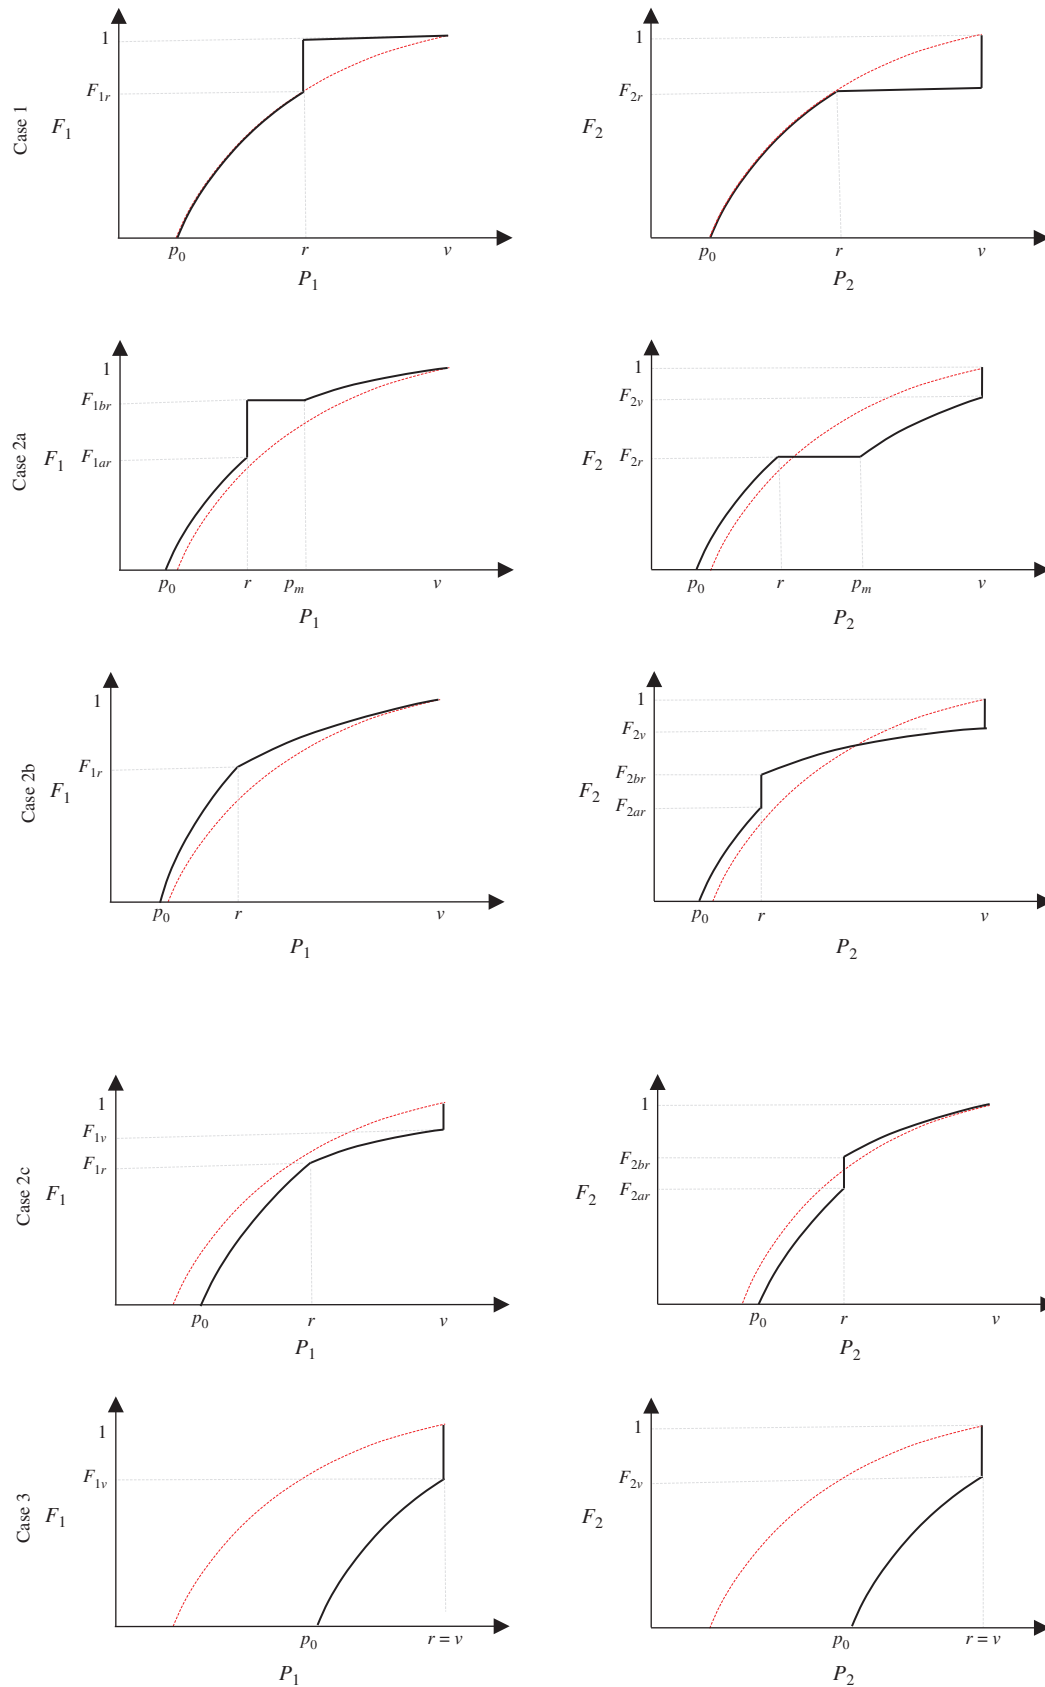 Case 1
1
F1r
F1
p0
r
v
P1
1
F2r
F2
p0
r
v
P2
Case 2a
1
F1br
F1ar
F1
p0
r
pm
v
P1
1
F2v
F2r
F2
p0
r
pm
v
P2
Case 2b
1
F1r
F1
p0
r
v
P1
1
F2v
F2br
F2ar
F2
p0
r
v
P2
Case 2c
1
F1v
F1r
F1
p0
r
v
P1
1
F2br
F2ar
F2
p0
r
v
P2
Case 3
1
F1v
F1
p0
r = v
P1
1
F2v
F2
p0
r = v
P2